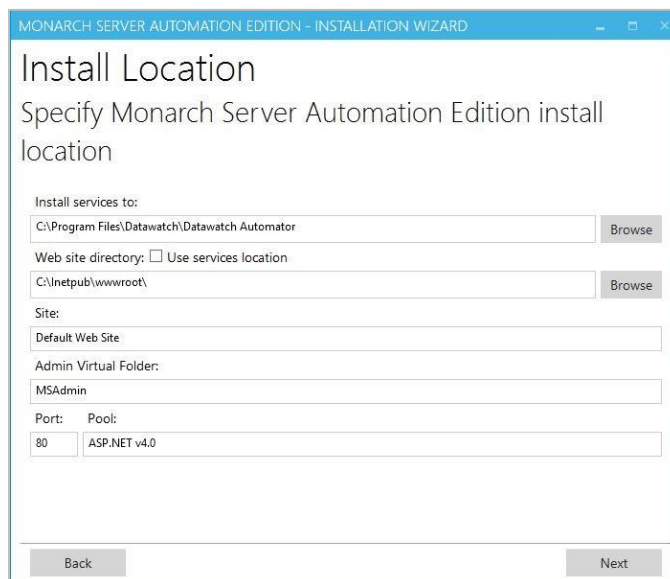 MONARCH SERVER AUTOMATION EDITION - INSTALLATION WIZARD
Install Location
Specify Monarch Server Automation Edition install
location
Install services to:
C:\Program Files\Datawatch\Datawatch Automator
Browse
Web site directory: Use services location
C:\Inetpub\wwwroot\
Browse
Site:
Default Web Site
Admin Virtual Folder:
MSAdmin
Port: Pool:
80 ASP.NET v4.0
Back Next